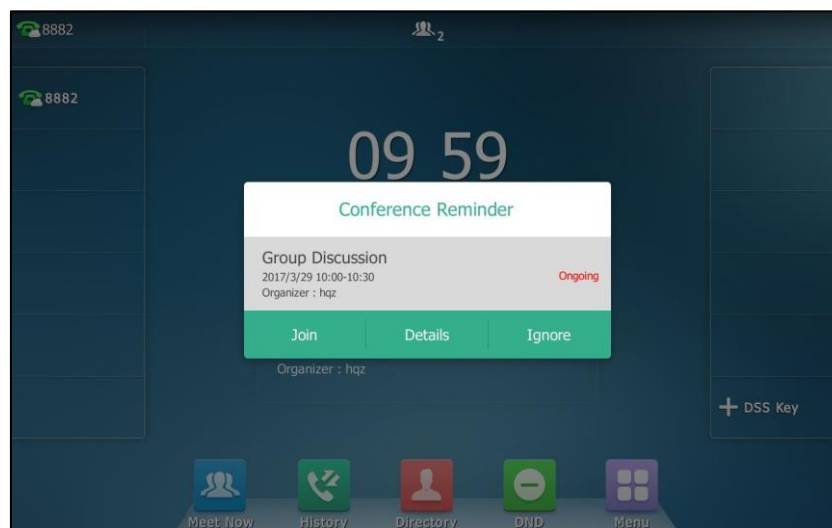 8882
2
8882
09 59
Conference Reminder
Group Discussion
2017/3/29 10:00-10:30
Ongoing
Organizer : hqz
Join
Details
Ignore
Organizer : hqz
DSS Key
Meet Now
History
Directory
DND
Menu